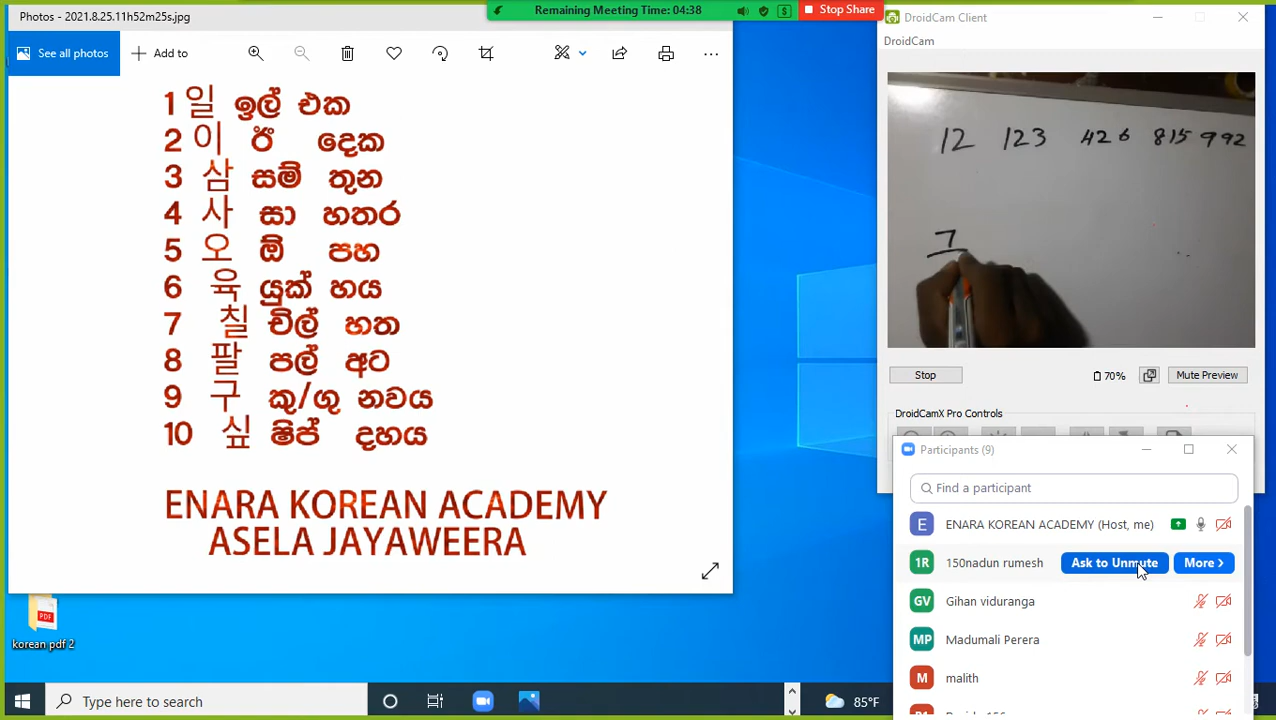 Photos - 2021.8.25.11h52m25s.jpg
Remaining Meeting Time: 04:38
Stop Share
See all photos
Add to
1 일 ඉල් එක
2 이 ඊ දෙක
3 삼 සම් තුන
4 사 සා හතර
5 오 ඕ පහ
6 육 යුක් හය
7 칠 චිල් හත
8 팔 පල් අට
9 구 කු/ගු නවය
10 싶 ෂිප් දහය
ENARA KOREAN ACADEMY
ASELA JAYAWEERA
DroidCam Client
DroidCam
12 123 426 815 992
7
Stop
70%
Mute Preview
DroidCamX Pro Controls
Participants (9)
Find a participant
E ENARA KOREAN ACADEMY (Host, me)
1R 150nadun rumesh Ask to Unmute More >
GV Gihan viduranga
MP Madumali Perera
M malith
PDF
korean pdf 2
Type here to search
85°F